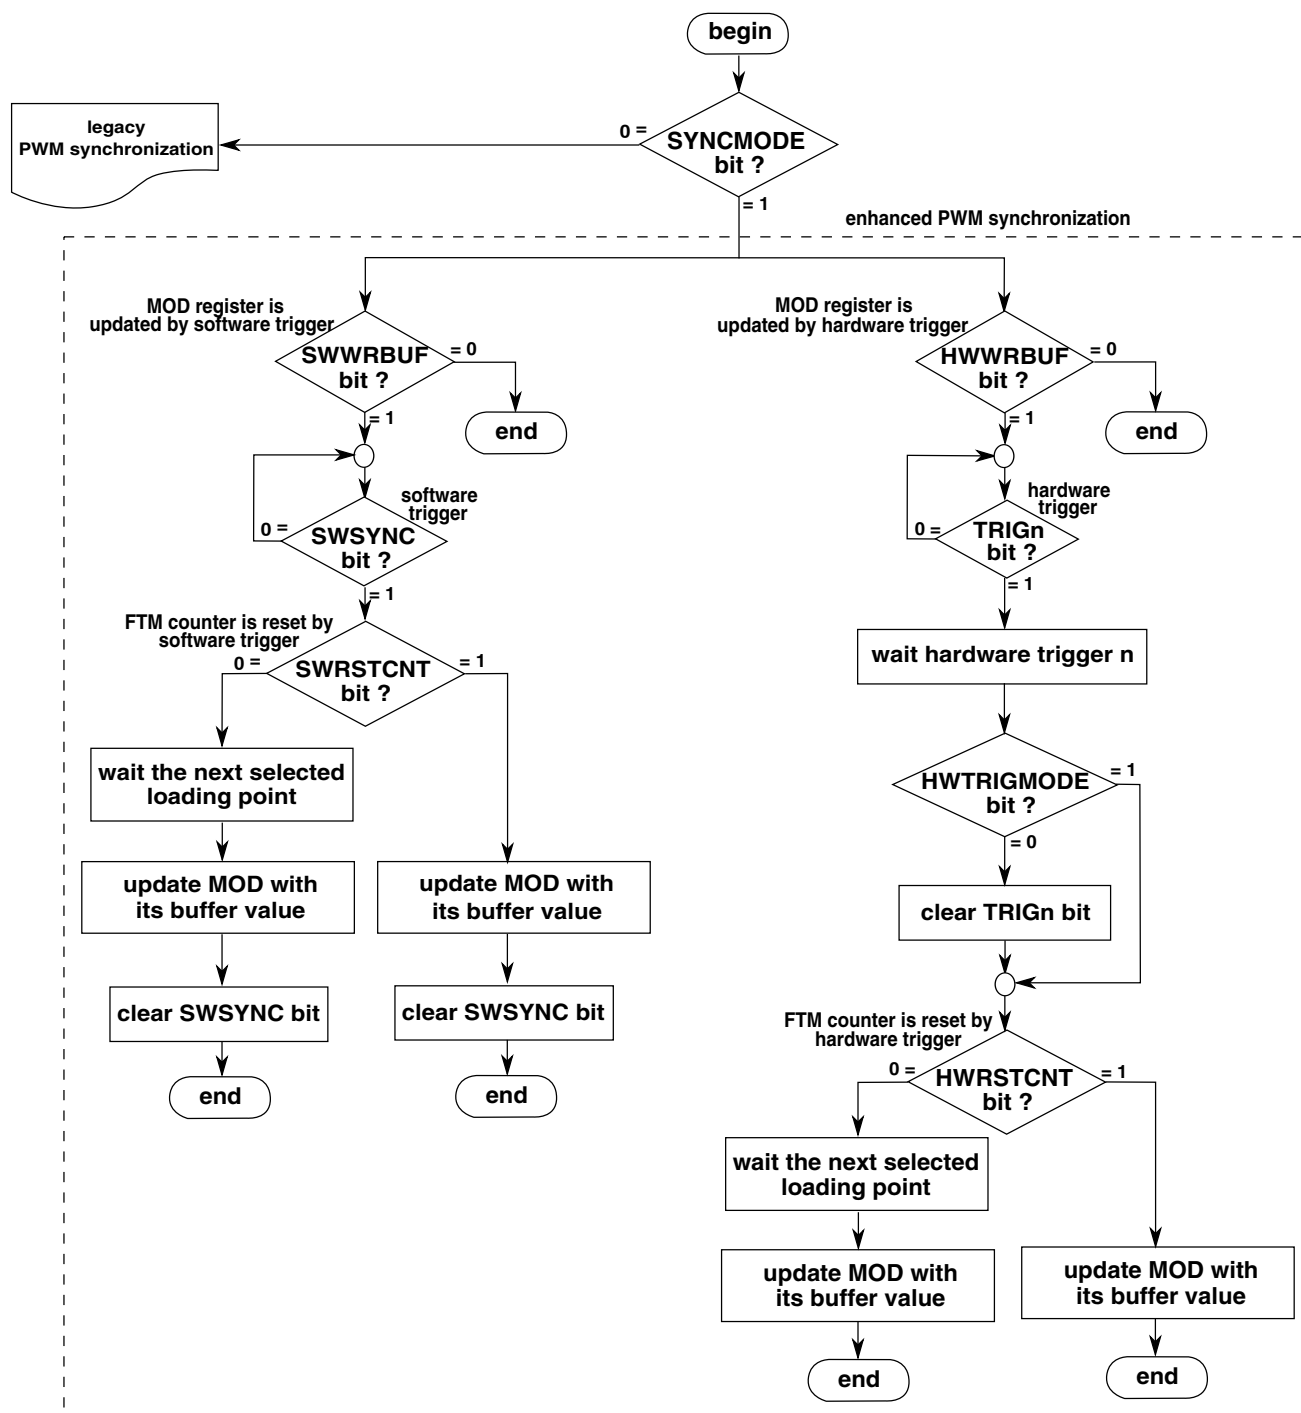 begin
legacy
PWM synchronization
0 =
SYNCMODE
bit ?
= 1
enhanced PWM synchronization
MOD register is
updated by software trigger
SWWRBUF
bit ?
= 0
end
= 1
software
trigger
0 =
SWSYNC
bit ?
= 1
FTM counter is reset by
software trigger
0 =
SWRSTCNT
bit ?
= 1
wait the next selected
loading point
update MOD with
its buffer value
clear SWSYNC bit
end
update MOD with
its buffer value
clear SWSYNC bit
end
MOD register is
updated by hardware trigger
HWWRBUF
bit ?
= 0
end
= 1
hardware
trigger
0 =
TRIGn
bit ?
= 1
wait hardware trigger n
HWTRIGMODE
bit ?
= 1
= 0
clear TRIGn bit
FTM counter is reset by
hardware trigger
0 =
HWRSTCNT
bit ?
= 1
wait the next selected
loading point
update MOD with
its buffer value
end
update MOD with
its buffer value
end